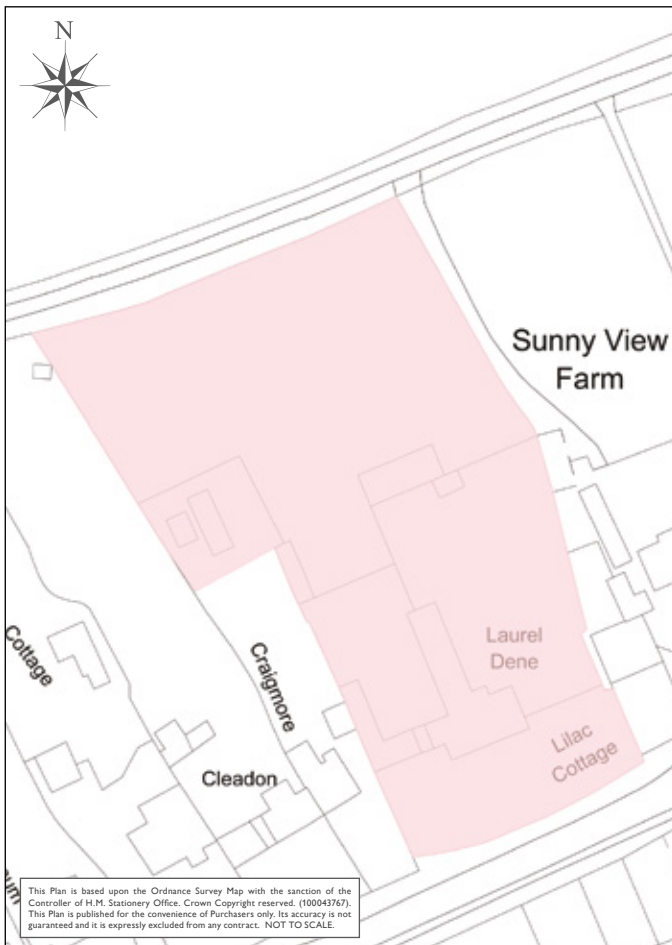 N
Sunny View
Farm
Laurel
Dene
Lilac
Cottage
Craigmore
Cottage
Cleadon
This Plan is based upon the Ordnance Survey Map with the sanction of the
Controller of H.M. Stationery Office. Crown Copyright reserved. (100043767).
This Plan is published for the convenience of Purchasers only. Its accuracy is not
guaranteed and it is expressly excluded from any contract. NOT TO SCALE.